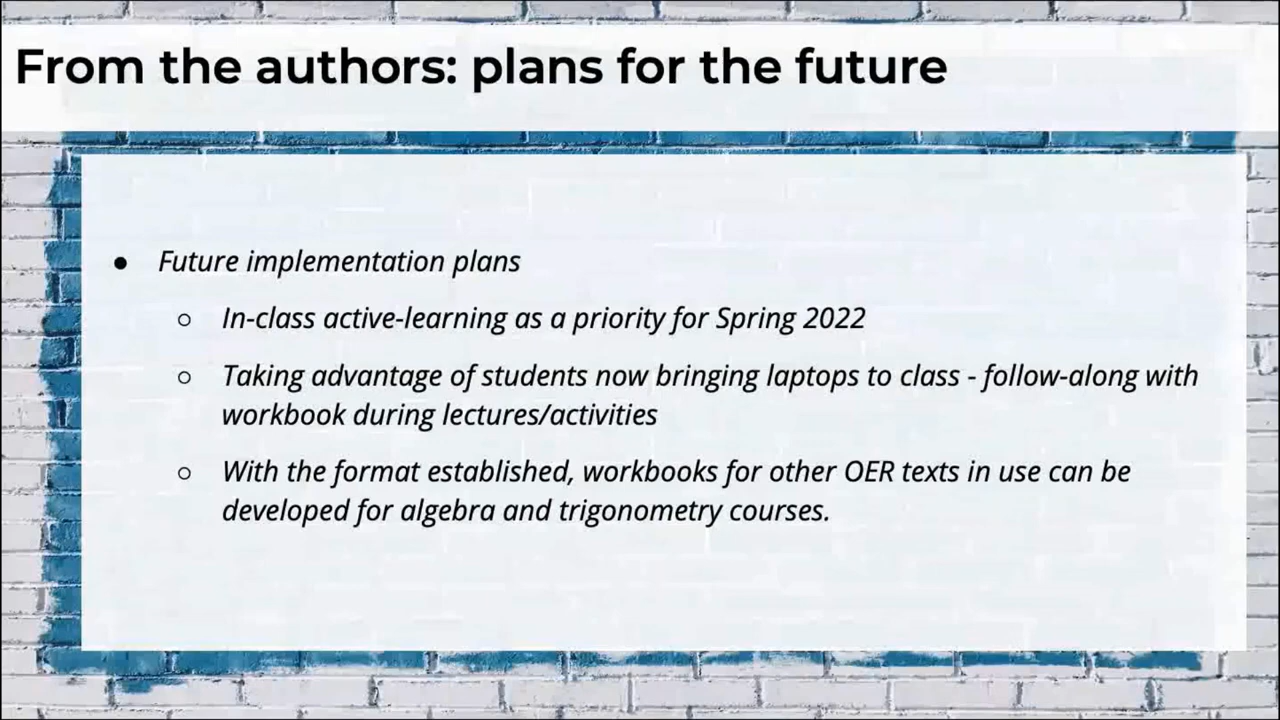 From the authors: plans for the future
● Future implementation plans
○ In-class active-learning as a priority for Spring 2022
○ Taking advantage of students now bringing laptops to class - follow-along with
workbook during lectures/activities
○ With the format established, workbooks for other OER texts in use can be
developed for algebra and trigonometry courses.